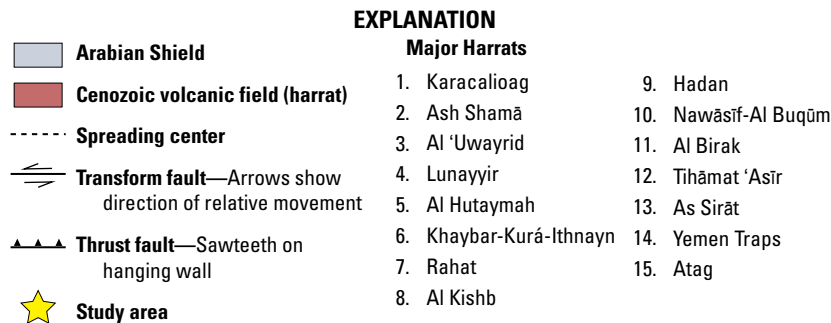 EXPLANATION
Arabian Shield
Cenozoic volcanic field (harrat)
Spreading center
Transform fault—Arrows show
direction of relative movement
Thrust fault—Sawteeth on
hanging wall
Study area
Major Harrats
1. Karacalioag
2. Ash Shamā
3. Al ‘Uwayrid
4. Lunayyir
5. Al Hutaymah
6. Khaybar-Kurá-Ithnayn
7. Rahat
8. Al Kishb
9. Hadan
10. Nawāsīf-Al Buqūm
11. Al Birak
12. Tihāmat ‘Asīr
13. As Sirāt
14. Yemen Traps
15. Atag